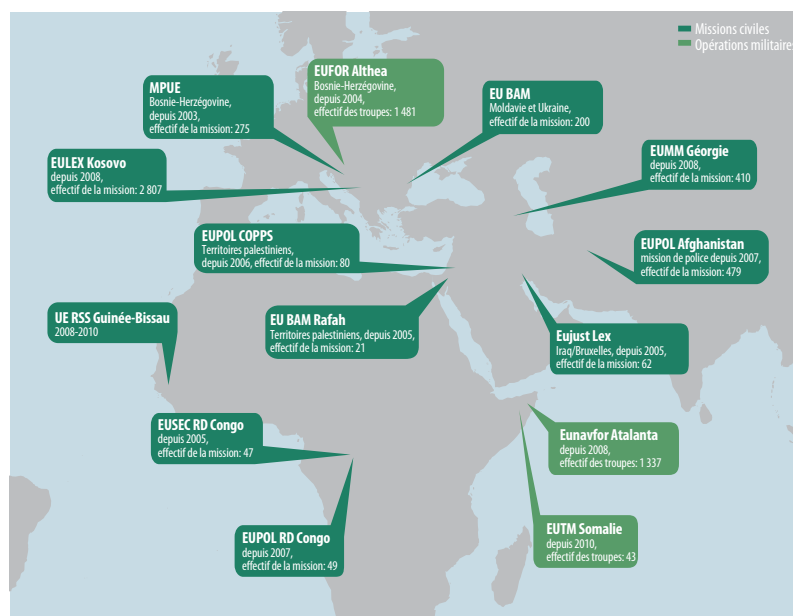 Missions civiles
Opérations militaires
EUFOR Althea
Bosnie-Herzégovine,
depuis 2004,
effectif des troupes: 1 481
MPUE
Bosnie-Herzégovine,
depuis 2003,
effectif de la mission: 275
EU BAM
Moldavie et Ukraine,
effectif de la mission: 200
EULEX Kosovo
depuis 2008,
effectif de la mission: 2 807
EUMM Géorgie
depuis 2008,
effectif de la mission: 410
EUPOL COPPS
Territoires palestiniens,
depuis 2006, effectif de la mission: 80
EUPOL Afghanistan
mission de police depuis 2007,
effectif de la mission: 479
UE RSS Guinée-Bissau
2008-2010
EU BAM Rafah
Territoires palestiniens, depuis 2005,
effectif de la mission: 21
Eujust Lex
Iraq/Bruxelles, depuis 2005,
effectif de la mission: 62
EUSEC RD Congo
depuis 2005,
effectif de la mission: 47
Eunavfor Atalanta
depuis 2008,
effectif des troupes: 1 337
EUPOL RD Congo
depuis 2007,
effectif de la mission: 49
EUTM Somalie
depuis 2010,
effectif des troupes: 43